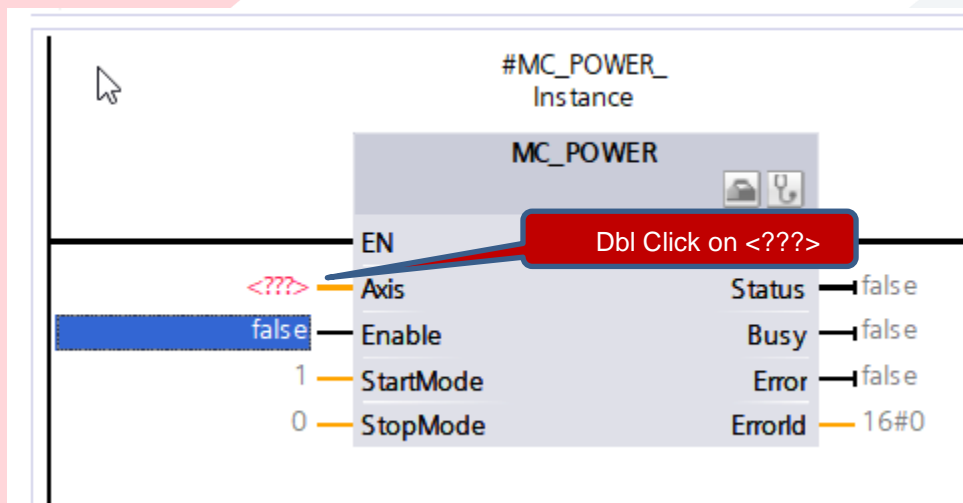 #MC_POWER_
Instance
MC_POWER
EN
Dbl Click on <???>
<???> Axis Status false
false Enable Busy false
1 StartMode Error false
0 StopMode ErrorId 16#0